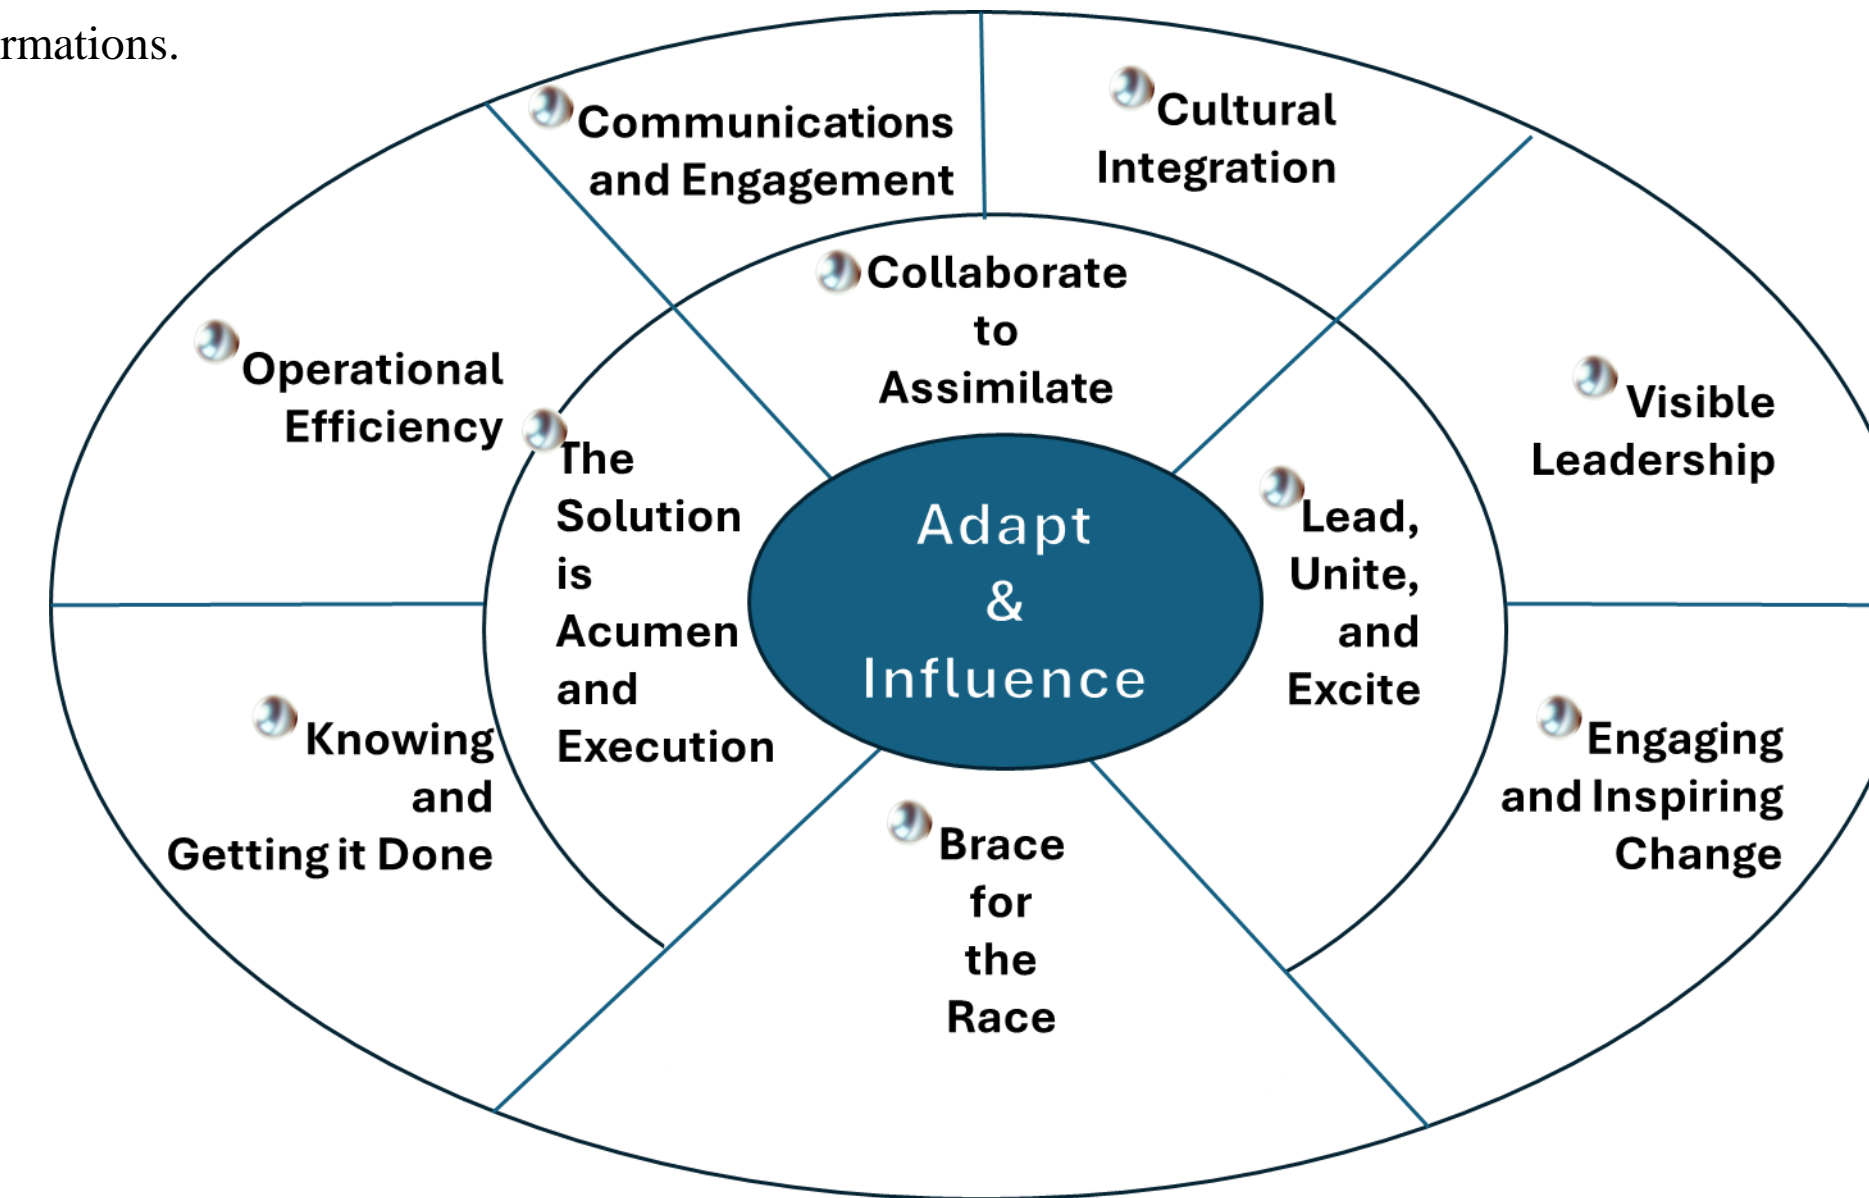 rmations.
Communications
and Engagement
Cultural
Integration
Collaborate
to
Assimilate
Operational
Efficiency
Visible
Leadership
The
Solution
is
Acumen
and
Execution
Adapt
&
Influence
Lead,
Unite,
and
Excite
Knowing
and
Getting it Done
Engaging
and Inspiring
Change
Brace
for
the
Race